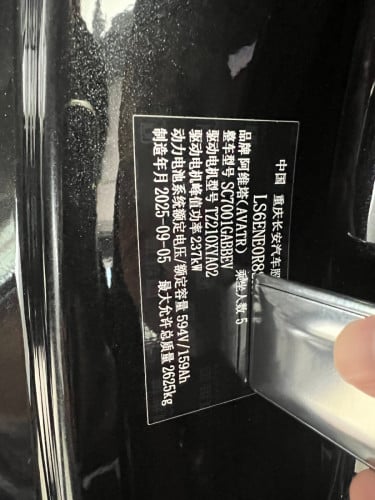 中国 重庆长安汽车
LS6ENE0R8
品牌 阿维塔(AVATR) 乘坐人数 5
整车型号 SC7001GABBEV
驱动电机型号 TZ210XYA02
驱动电机峰值功率 237kW
动力电池系统额定电压/额定容量 594V/159Ah
制造年月 2025-09-05 最大允许总质量 2625kg